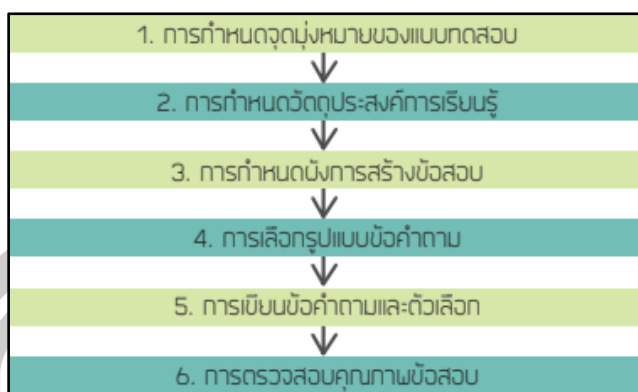 1. การกำหนดจุดมุ่งหมายของแบบทดสอบ
2. การกำหนดวัตถุประสงค์การเรียนรู้
3. การกำหนดผังการสร้างข้อสอบ
4. การเลือกรูปแบบข้อคำถาม
5. การเขียนข้อคำถามและตัวเลือก
6. การตรวจสอบคุณภาพข้อสอบ